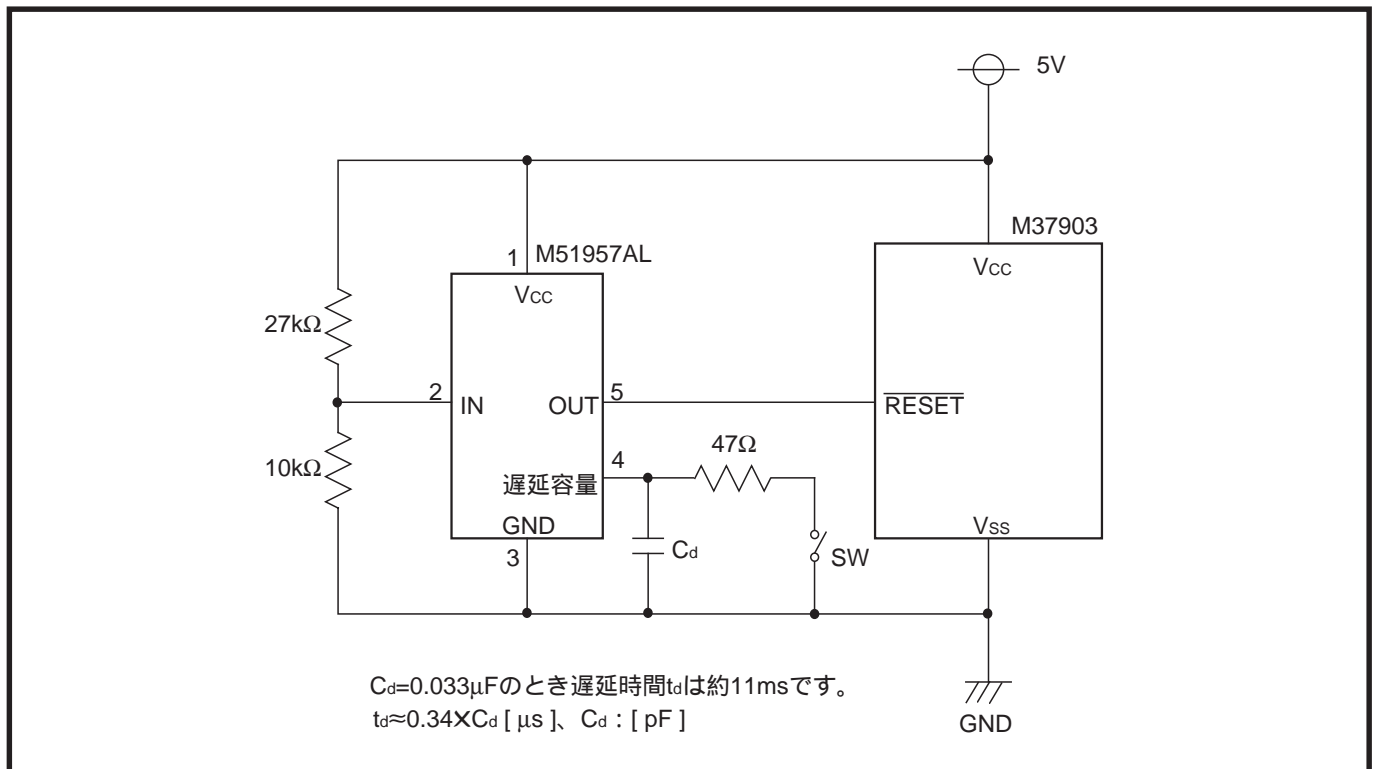 5V
M37903
1
M51957AL
Vcc
Vcc
27kΩ
2
IN
OUT
5
RESET
10kΩ
4
47Ω
遅延容量
GND
3
Cd
SW
Vss
Cd=0.033μFのとき遅延時間tdは約11msです。
td≈0.34×Cd [ μs ]、Cd : [ pF ]
GND